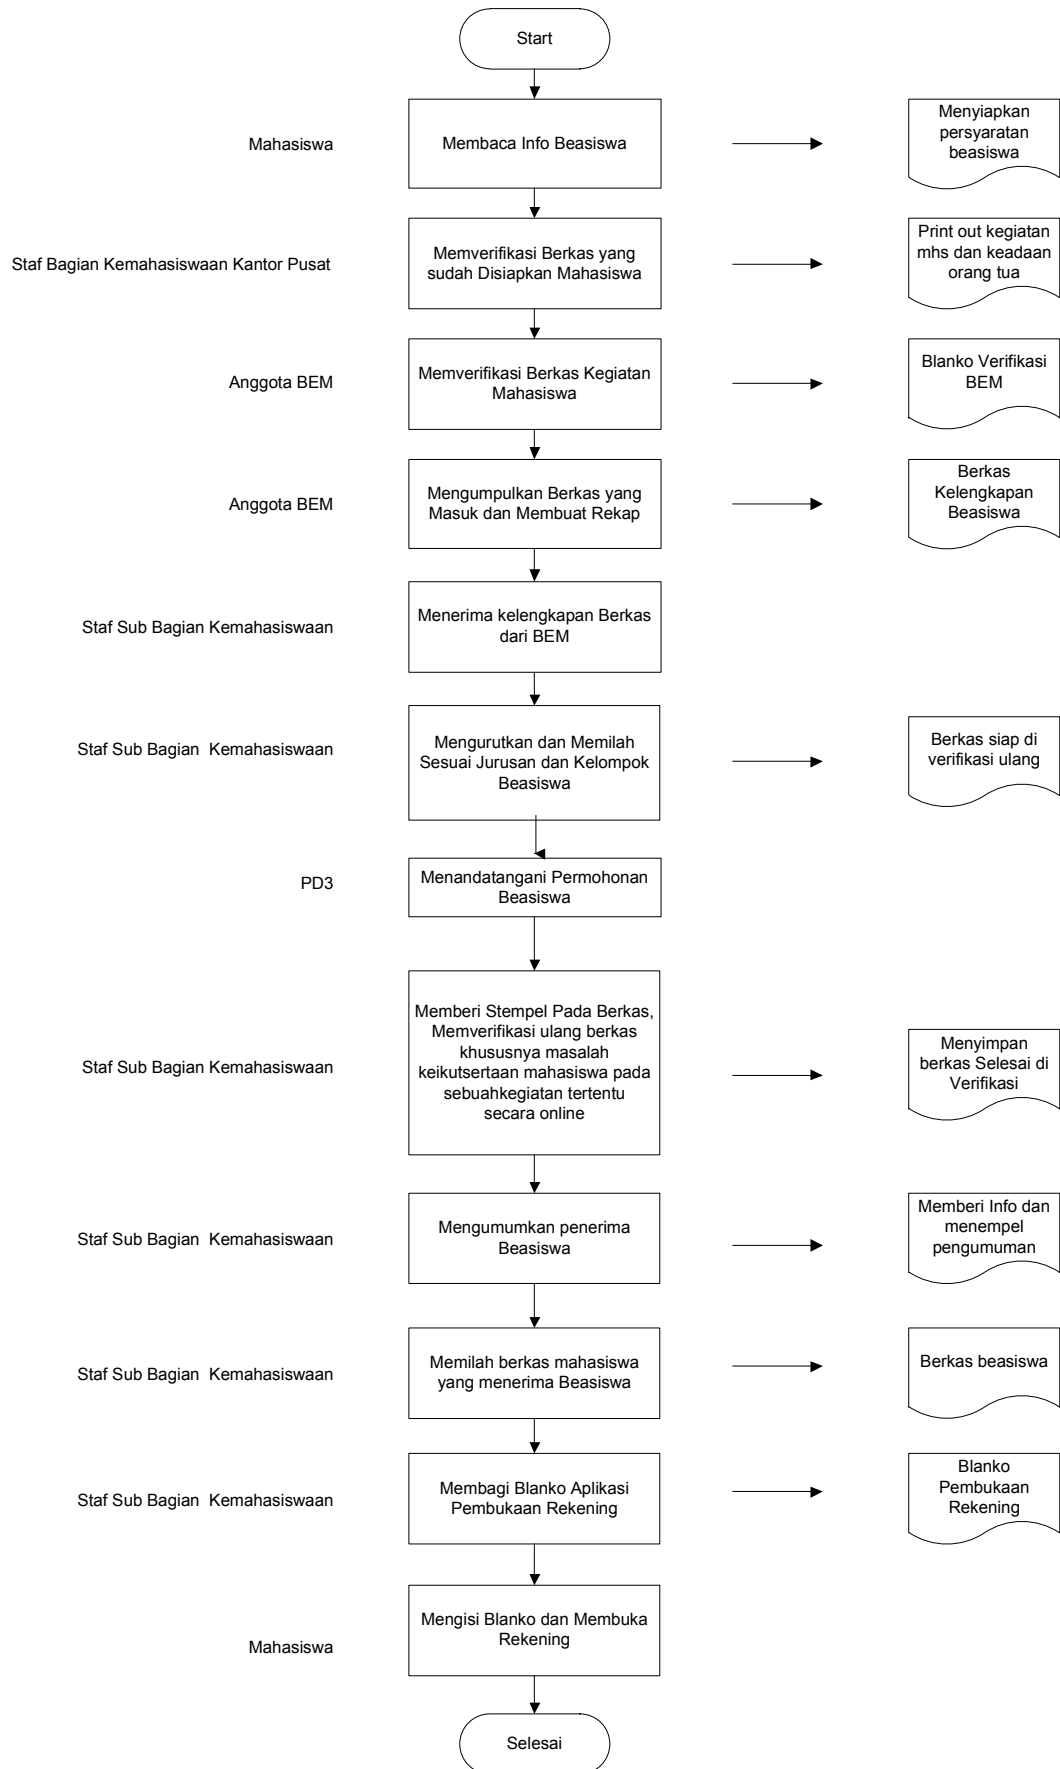 Start
Mahasiswa
Membaca Info Beasiswa
Menyiapkan
persyaratan
beasiswa
Staf Bagian Kemahasiswaan Kantor Pusat
Memverifikasi Berkas yang
sudah Disiapkan Mahasiswa
Print out kegiatan
mhs dan keadaan
orang tua
Anggota BEM
Memverifikasi Berkas Kegiatan
Mahasiswa
Blanko Verifikasi
BEM
Anggota BEM
Mengumpulkan Berkas yang
Masuk dan Membuat Rekap
Berkas
Kelengkapan
Beasiswa
Staf Sub Bagian Kemahasiswaan
Menerima kelengkapan Berkas
dari BEM
Staf Sub Bagian  Kemahasiswaan
Mengurutkan dan Memilah
Sesuai Jurusan dan Kelompok
Beasiswa
Berkas siap di
verifikasi ulang
PD3
Menandatangani Permohonan
Beasiswa
Staf Sub Bagian Kemahasiswaan
Memberi Stempel Pada Berkas,
Memverifikasi ulang berkas
khususnya masalah
keikutsertaan mahasiswa pada
sebuahkegiatan tertentu
secara online
Menyimpan
berkas Selesai di
Verifikasi
Staf Sub Bagian  Kemahasiswaan
Mengumumkan penerima
Beasiswa
Memberi Info dan
menempel
pengumuman
Staf Sub Bagian  Kemahasiswaan
Memilah berkas mahasiswa
yang menerima Beasiswa
Berkas beasiswa
Staf Sub Bagian  Kemahasiswaan
Membagi Blanko Aplikasi
Pembukaan Rekening
Blanko
Pembukaan
Rekening
Mahasiswa
Mengisi Blanko dan Membuka
Rekening
Selesai